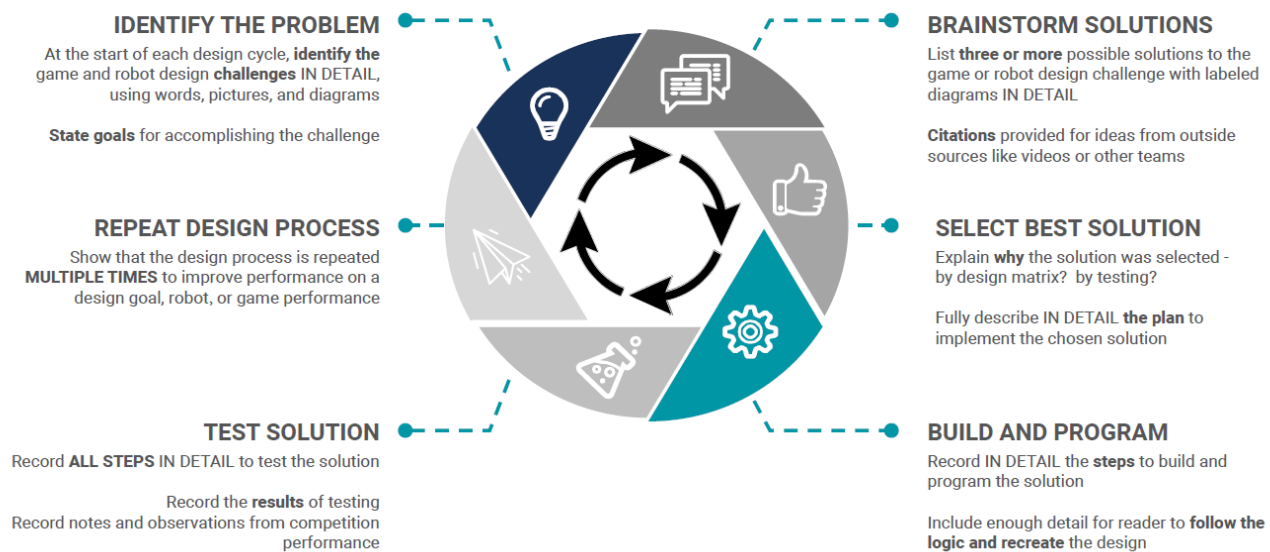 IDENTIFY THE PROBLEM
At the start of each design cycle, identify the
game and robot design challenges IN DETAIL,
using words, pictures, and diagrams
State goals for accomplishing the challenge
BRAINSTORM SOLUTIONS
List three or more possible solutions to the
game or robot design challenge with labeled
diagrams IN DETAIL
Citations provided for ideas from outside
sources like videos or other teams
REPEAT DESIGN PROCESS
Show that the design process is repeated
MULTIPLE TIMES to improve performance on a
design goal, robot, or game performance
SELECT BEST SOLUTION
Explain why the solution was selected -
by design matrix? by testing?
Fully describe IN DETAIL the plan to
implement the chosen solution
TEST SOLUTION
Record ALL STEPS IN DETAIL to test the solution
Record the results of testing
Record notes and observations from competition
performance
BUILD AND PROGRAM
Record IN DETAIL the steps to build and
program the solution
Include enough detail for reader to follow the
logic and recreate the design